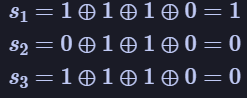 s₁ = 1 ⊕ 1 ⊕ 1 ⊕ 0 = 1
s₂ = 0 ⊕ 1 ⊕ 1 ⊕ 0 = 0
s₃ = 1 ⊕ 1 ⊕ 1 ⊕ 0 = 0